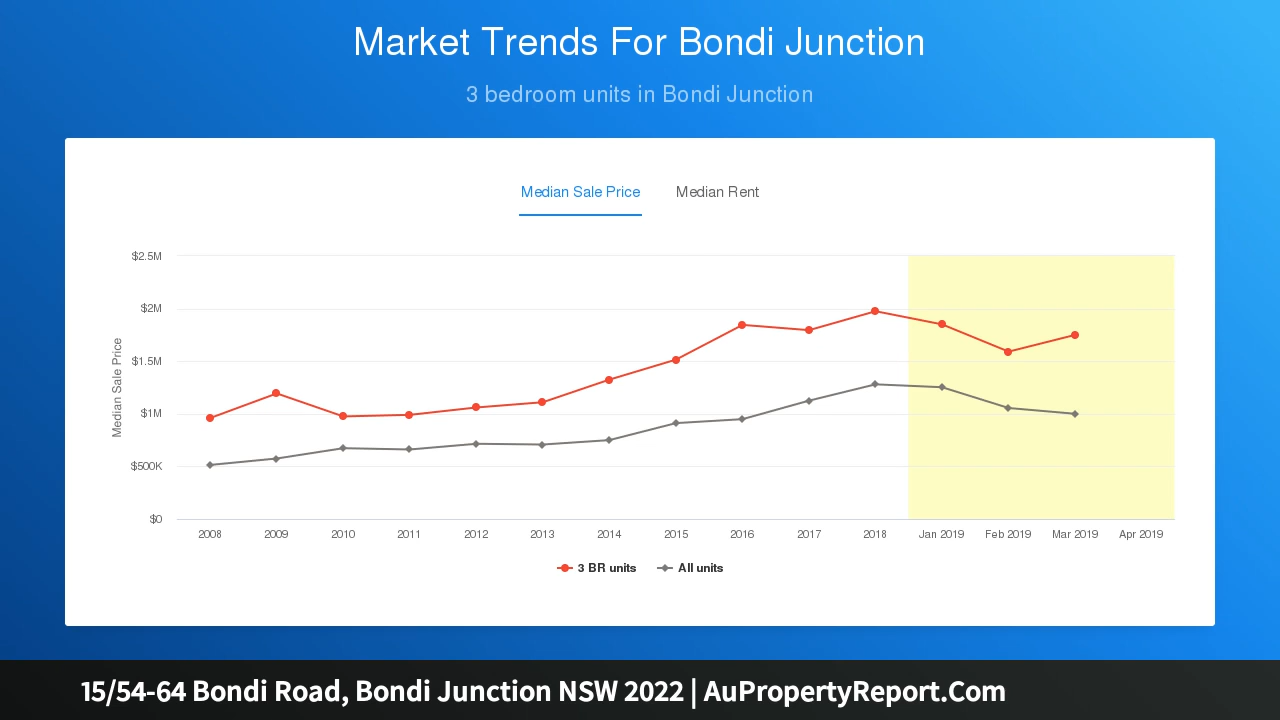 Market Trends For Bondi Junction
3 bedroom units in Bondi Junction
Median Sale Price Median Rent
Median Sale Price
$2.5M
$2M
$1.5M
$1M
$500K
$0
2008 2009 2010 2011 2012 2013 2014 2015 2016 2017 2018 Jan 2019 Feb 2019 Mar 2019 Apr 2019
3 BR units All units
15/54-64 Bondi Road, Bondi Junction NSW 2022 | AuPropertyReport.Com